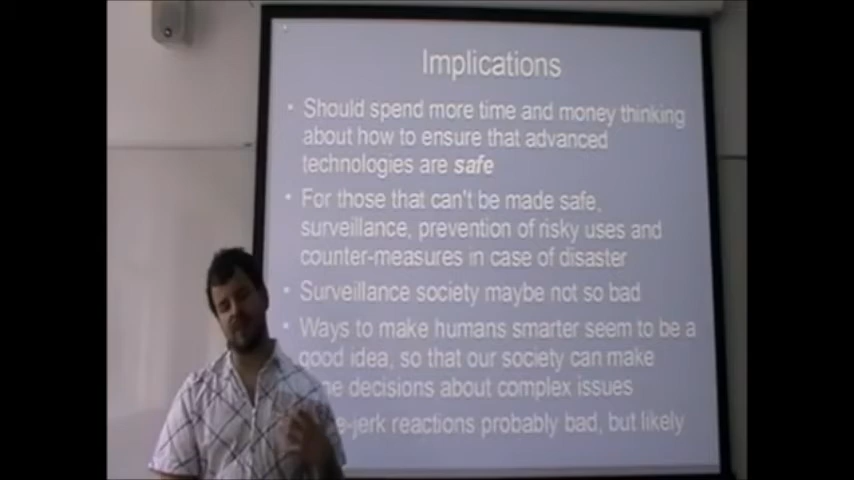 Implications
• Should spend more time and money thinking
about how to ensure that advanced
technologies are safe
• For those that can't be made safe,
surveillance, prevention of risky uses and
counter-measures in case of disaster
• Surveillance society maybe not so bad
• Ways to make humans smarter seem to be a
good idea, so that our society can make
decisions about complex issues
-jerk reactions probably bad, but likely